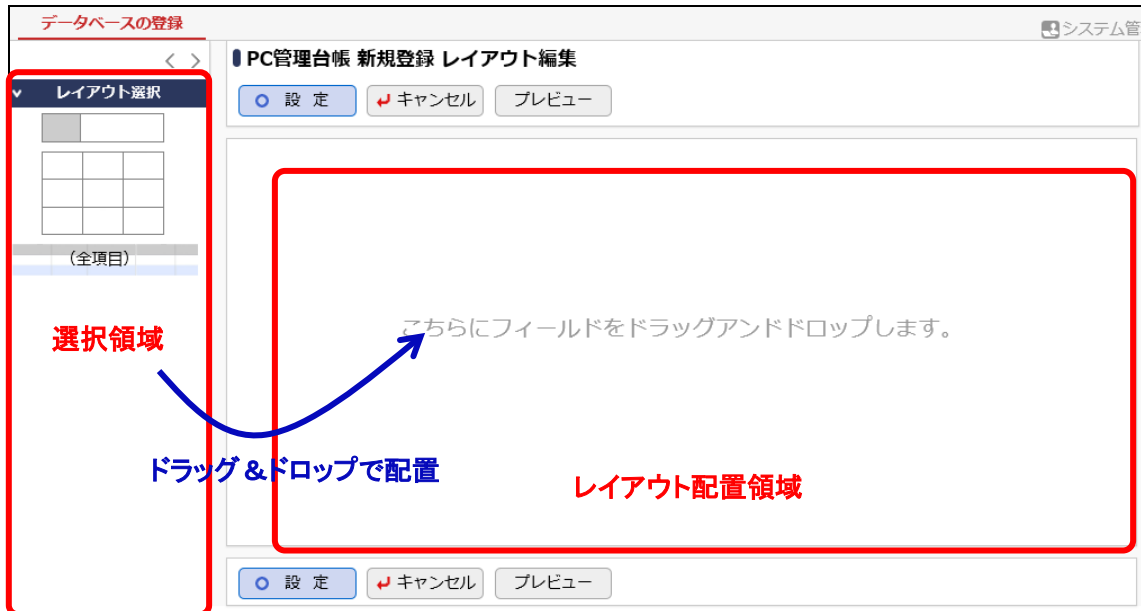 データベースの登録
システム管
PC管理台帳 新規登録 レイアウト編集
レイアウト選択
設 定
キャンセル
プレビュー
(全項目)
こちらにフィールドをドラッグアンドドロップします。
選択領域
ドラッグ&ドロップで配置
レイアウト配置領域
設 定
キャンセル
プレビュー